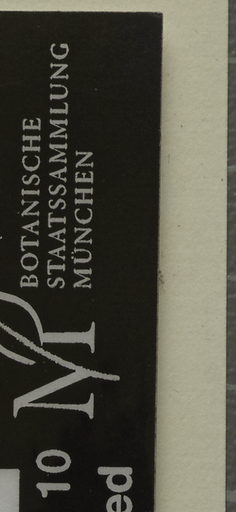 BOTANISCHE
STAATSSAMMLUNG
MÜNCHEN
M
10
ed